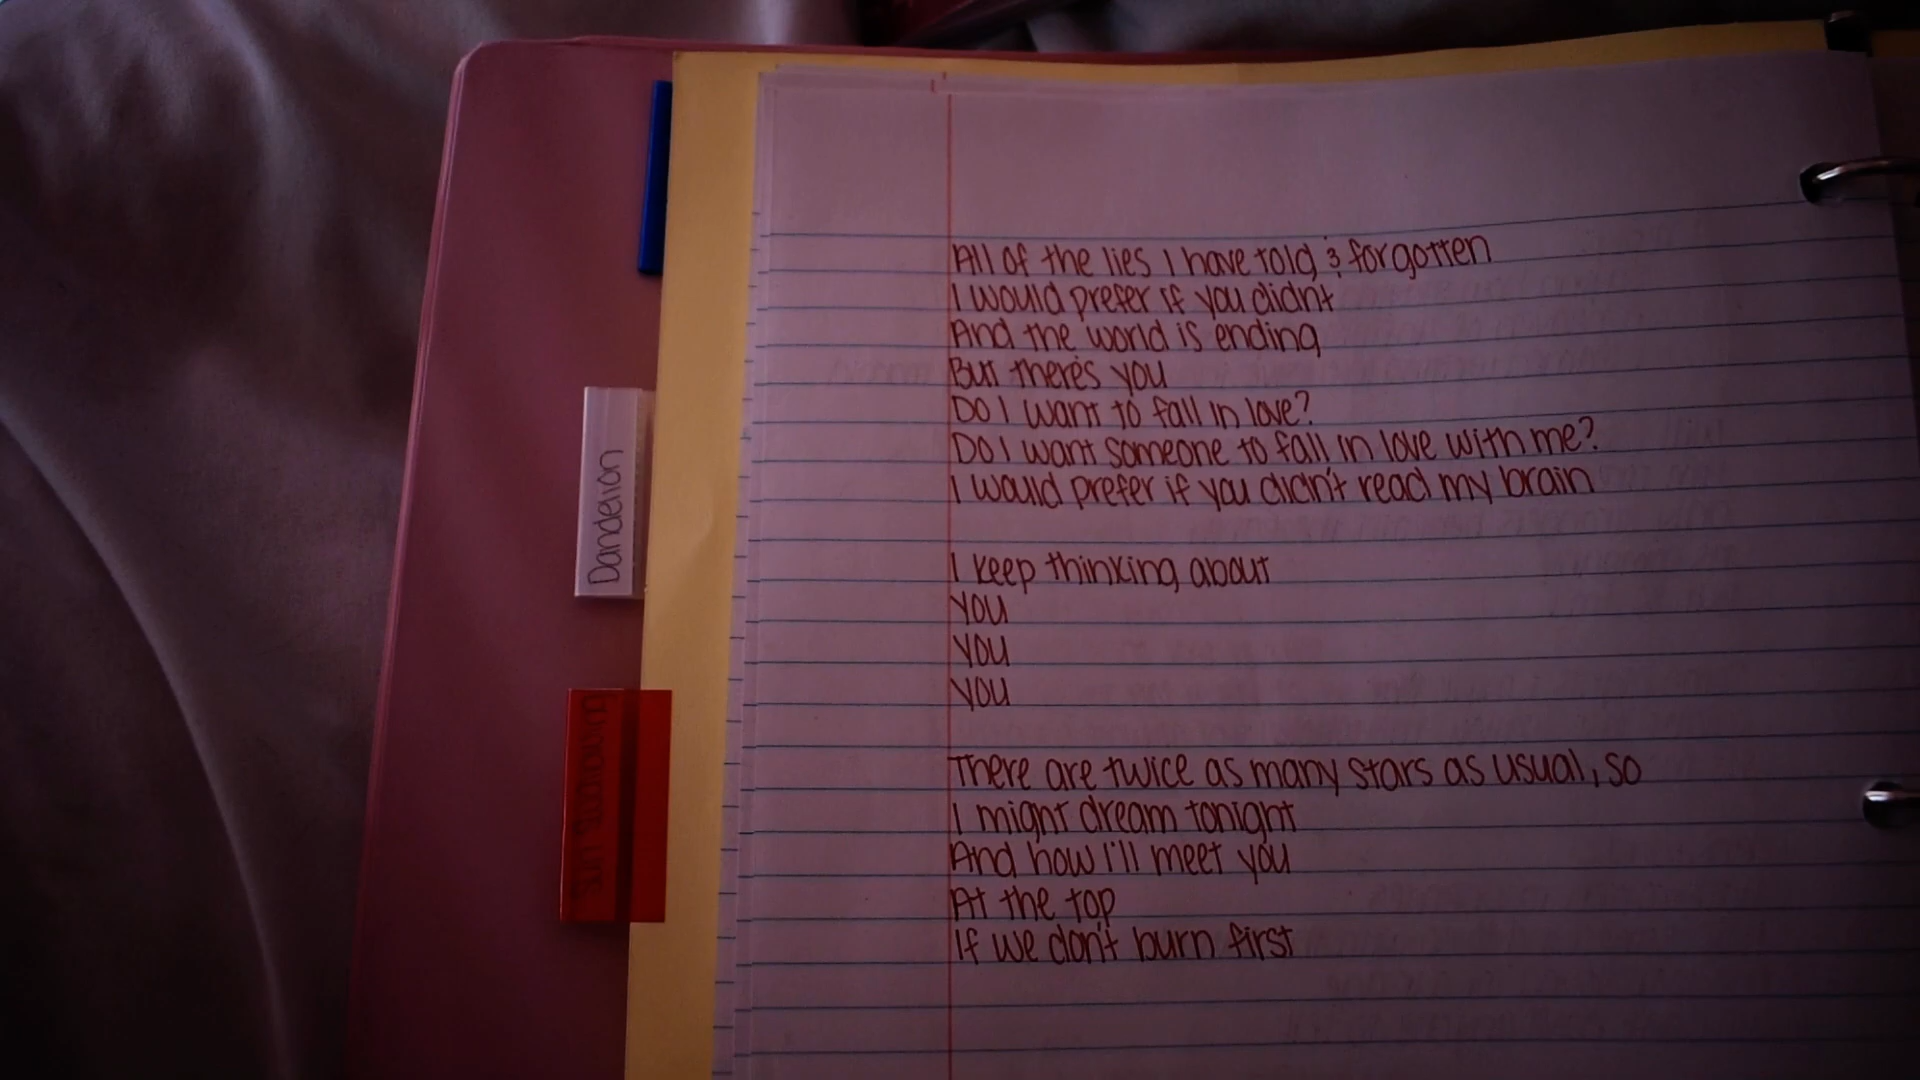 All of the lies I have told & forgotten
I would prefer if you didnt
And the world is ending
But there's you
Do I want to fall in love?
Do I want someone to fall in love with me?
I would prefer if you didn't read my brain
I keep thinking about
you
you
you
There are twice as many stars as usual, so
I might dream tonight
And how I'll meet you
At the top
If we don't burn first
Dandelion